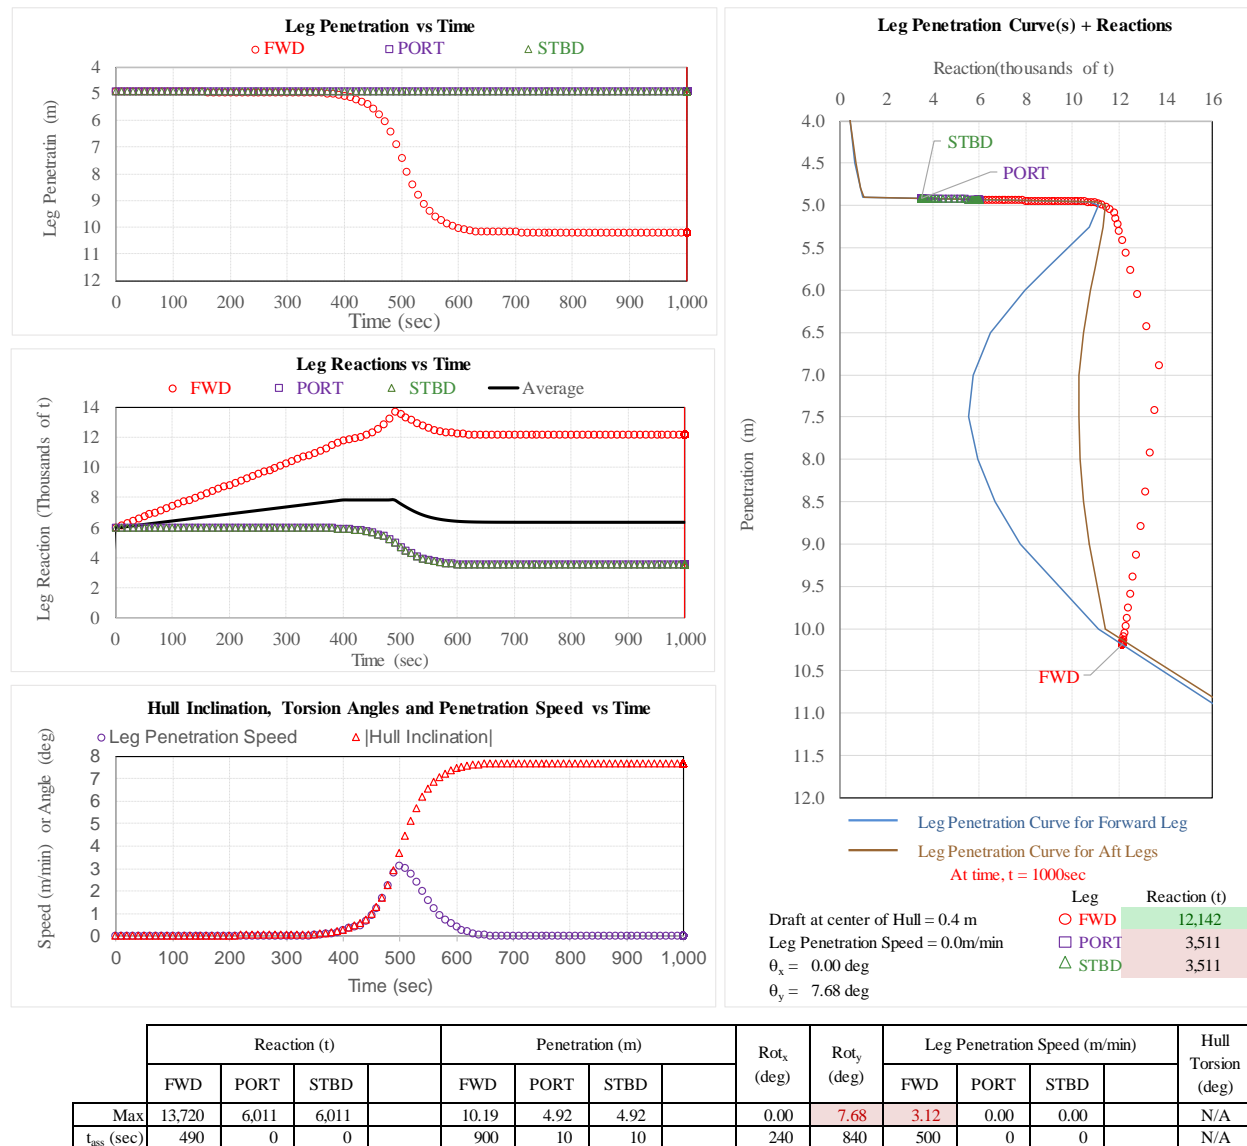 Leg Penetration vs Time
FWD PORT STBD
4
5
6
7
8
9
10
11
12
Leg Penetratin (m)
0 100 200 300 400 500 600 700 800 900 1,000
Time (sec)
Leg Reactions vs Time
FWD PORT STBD Average
14
12
10
8
6
4
2
0
Leg Reaction (Thousands of t)
0 100 200 300 400 500 600 700 800 900 1,000
Time (sec)
Hull Inclination, Torsion Angles and Penetration Speed vs Time
Leg Penetration Speed |Hull Inclination|
8
7
6
5
4
3
2
1
0
Speed (m/min) or Angle (deg)
0 100 200 300 400 500 600 700 800 900 1,000
Time (sec)
Leg Penetration Curve(s) + Reactions
Reaction(thousands of t)
0 2 4 6 8 10 12 14 16
4.0
4.5
5.0
5.5
6.0
6.5
7.0
7.5
8.0
8.5
9.0
9.5
10.0
10.5
11.0
11.5
12.0
Penetration (m)
STBD
PORT
FWD
Leg Penetration Curve for Forward Leg
Leg Penetration Curve for Aft Legs
At time, t = 1000sec
Leg Reaction (t)
Draft at center of Hull = 0.4 m FWD 12,142
Leg Penetration Speed = 0.0m/min PORT 3,511
θx = 0.00 deg STBD 3,511
θy = 7.68 deg
Reaction (t) Penetration (m) Rotx (deg) Roty (deg) Leg Penetration Speed (m/min) Hull Torsion (deg)
FWD PORT STBD FWD PORT STBD FWD PORT STBD
Max 13,720 6,011 6,011 10.19 4.92 4.92 0.00 7.68 3.12 0.00 0.00 N/A
tass (sec) 490 0 0 900 10 10 240 840 500 0 0 N/A